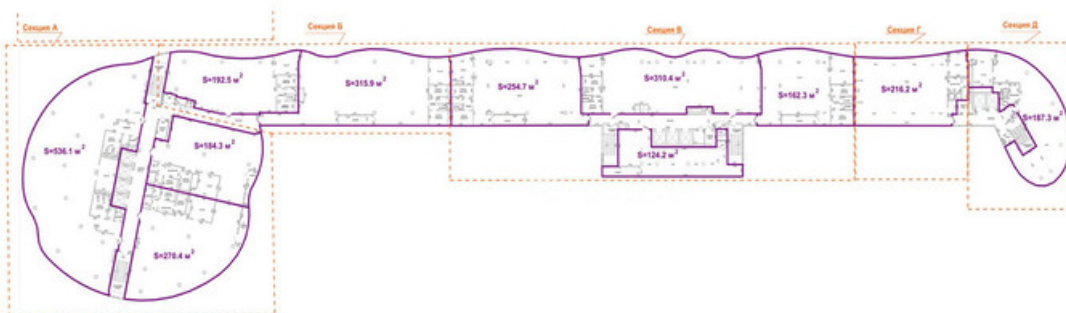 Секция А
Секция Б
Секция В
Секция Г
Секция Д
S=192.5 м²
S=315.9 м²
S=254.7 м²
S=310.4 м²
S=162.3 м²
S=216.2 м²
S=187.3 м²
S=536.1 м²
S=184.3 м²
S=124.2 м²
S=270.4 м²